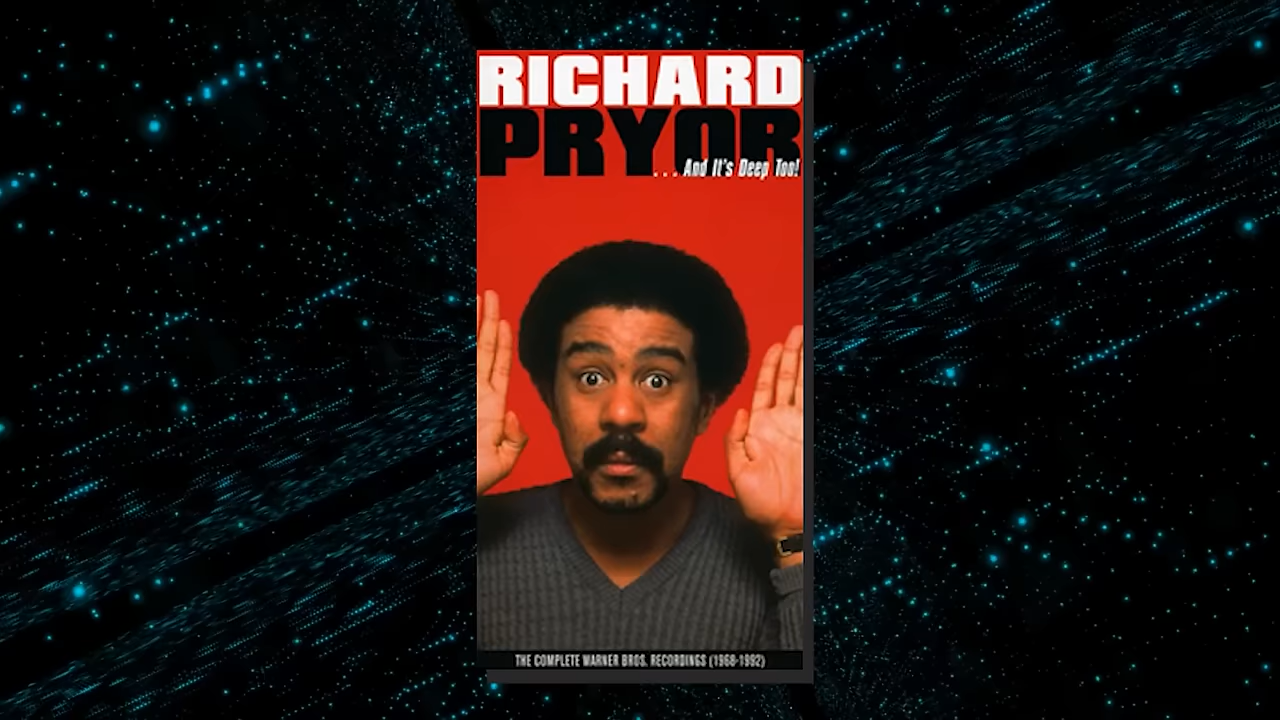 RICHARD
PRYOR
...And It's Deep Too!
THE COMPLETE WARNER BROS. RECORDINGS (1968-1992)